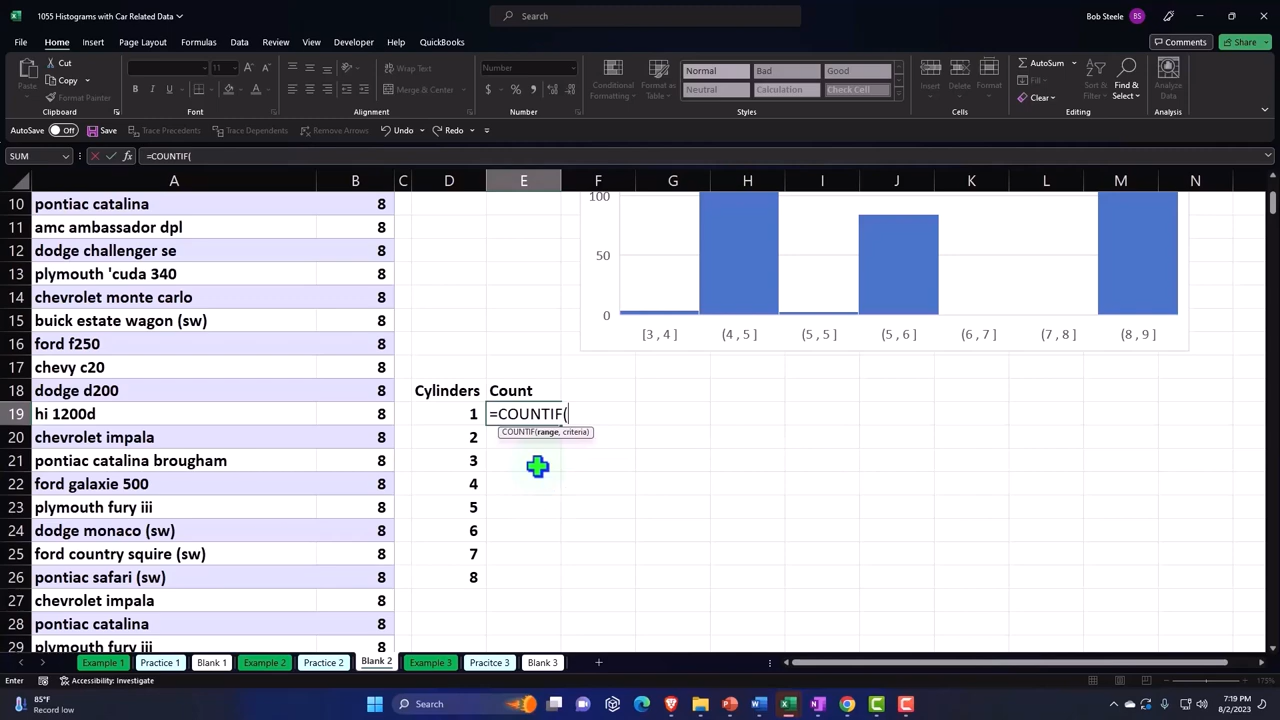 1055 Histograms with Car Related Data
Search
Bob Steele
BS
File Home Insert Page Layout Formulas Data Review View Developer Help QuickBooks
Comments
Share
Paste
Cut
Copy
Format Painter
Clipboard
11
Font
Wrap Text
Merge & Center
Alignment
Number
Number
Conditional Formatting
Format as Table
Normal Bad Good
Neutral Calculation Check Cell
Styles
Insert Delete Format
Cells
AutoSum
Clear
Sort & Filter
Find & Select
Editing
Analyze Data
Analysis
AutoSave Off Save Trace Precedents Trace Dependents Remove Arrows Undo Redo
SUM
fx =COUNTIF(
A B C D E F G H I J K L M N
10 pontiac catalina 8
11 amc ambassador dpl 8
12 dodge challenger se 8
13 plymouth 'cuda 340 8
14 chevrolet monte carlo 8
15 buick estate wagon (sw) 8
16 ford f250 8
17 chevy c20 8
18 dodge d200 8 Cylinders Count
19 hi 1200d 8 1 =COUNTIF(
COUNTIF(range, criteria)
20 chevrolet impala 8 2
21 pontiac catalina brougham 8 3
22 ford galaxie 500 8 4
23 plymouth fury iii 8 5
24 dodge monaco (sw) 8 6
25 ford country squire (sw) 8 7
26 pontiac safari (sw) 8 8
27 chevrolet impala 8
28 pontiac catalina 8
29 plymouth fury iii 8
100
50
0
[3 , 4 ] (4 , 5 ] (5 , 5 ] (5 , 6 ] (6 , 7 ] (7 , 8 ] (8 , 9 ]
Example 1 Practice 1 Blank 1 Example 2 Practice 2 Blank 2 Example 3 Pracitce 3 Blank 3
Enter Accessibility: Investigate
175%
85°F
Record low
Search
7:19 PM
8/2/2023